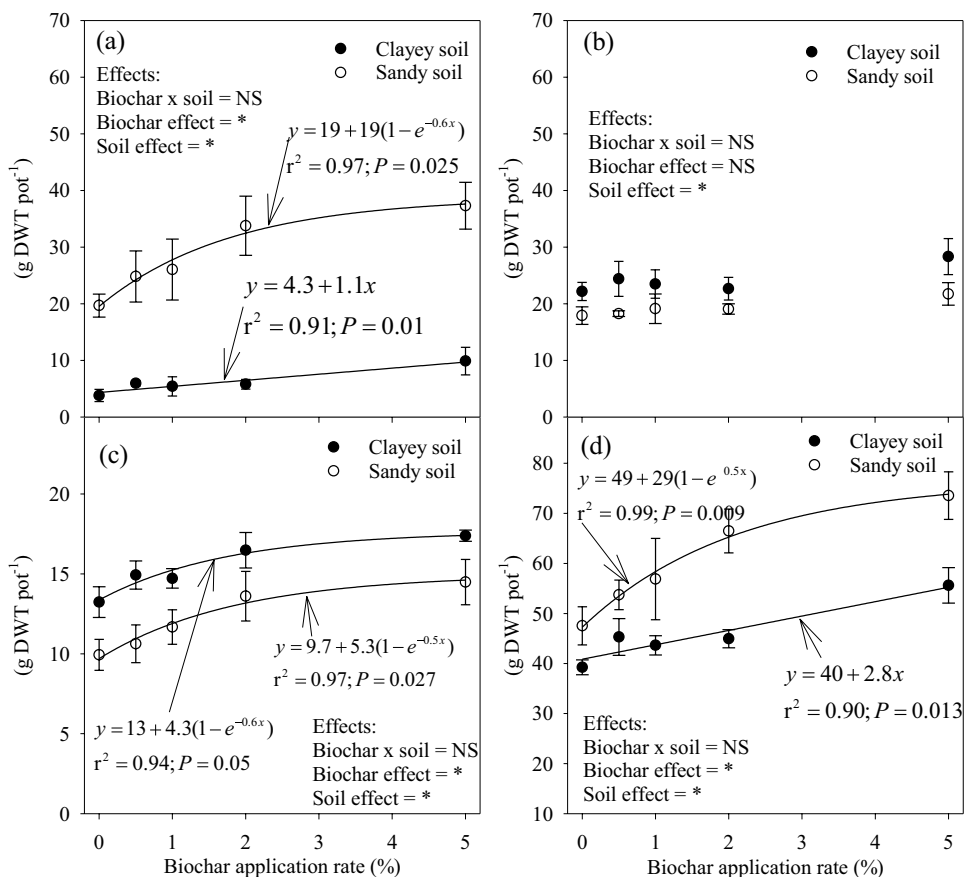 (a)
Clayey soil
Sandy soil
Effects:
Biochar x soil = NS
Biochar effect = *
Soil effect = *
y = 19 + 19(1 − e^{−0.6x})
r² = 0.97; P = 0.025
y = 4.3 + 1.1x
r² = 0.91; P = 0.01
(g DWT pot⁻¹)
70
60
50
40
30
20
10
0
(b)
Clayey soil
Sandy soil
Effects:
Biochar x soil = NS
Biochar effect = NS
Soil effect = *
(g DWT pot⁻¹)
70
60
50
40
30
20
10
0
(c)
Clayey soil
Sandy soil
y = 9.7 + 5.3(1 − e^{−0.5x})
r² = 0.97; P = 0.027
y = 13 + 4.3(1 − e^{−0.6x})
r² = 0.94; P = 0.05
Effects:
Biochar x soil = NS
Biochar effect = *
Soil effect = *
(g DWT pot⁻¹)
20
15
10
5
0
0 1 2 3 4 5
Biochar application rate (%)
(d)
Clayey soil
Sandy soil
y = 49 + 29(1 − e^{0.5x})
r² = 0.99; P = 0.009
y = 40 + 2.8x
r² = 0.90; P = 0.013
Effects:
Biochar x soil = NS
Biochar effect = *
Soil effect = *
(g DWT pot⁻¹)
80
70
60
50
40
30
20
10
0 1 2 3 4 5
Biochar application rate (%)